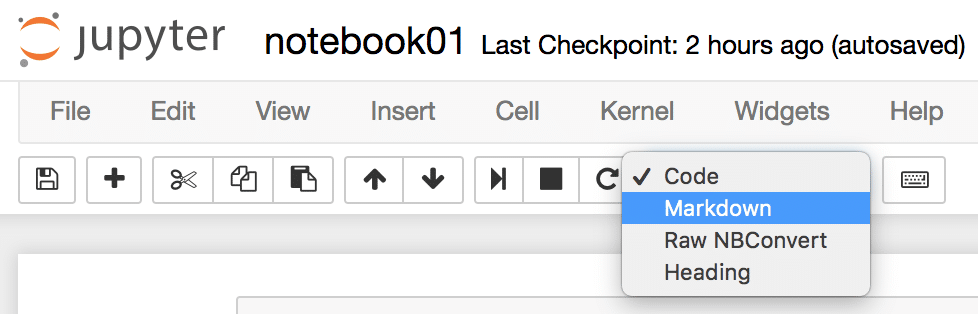 jupyter notebook01 Last Checkpoint: 2 hours ago (autosaved)
File Edit View Insert Cell Kernel Widgets Help
✓ Code
Markdown
Raw NBConvert
Heading